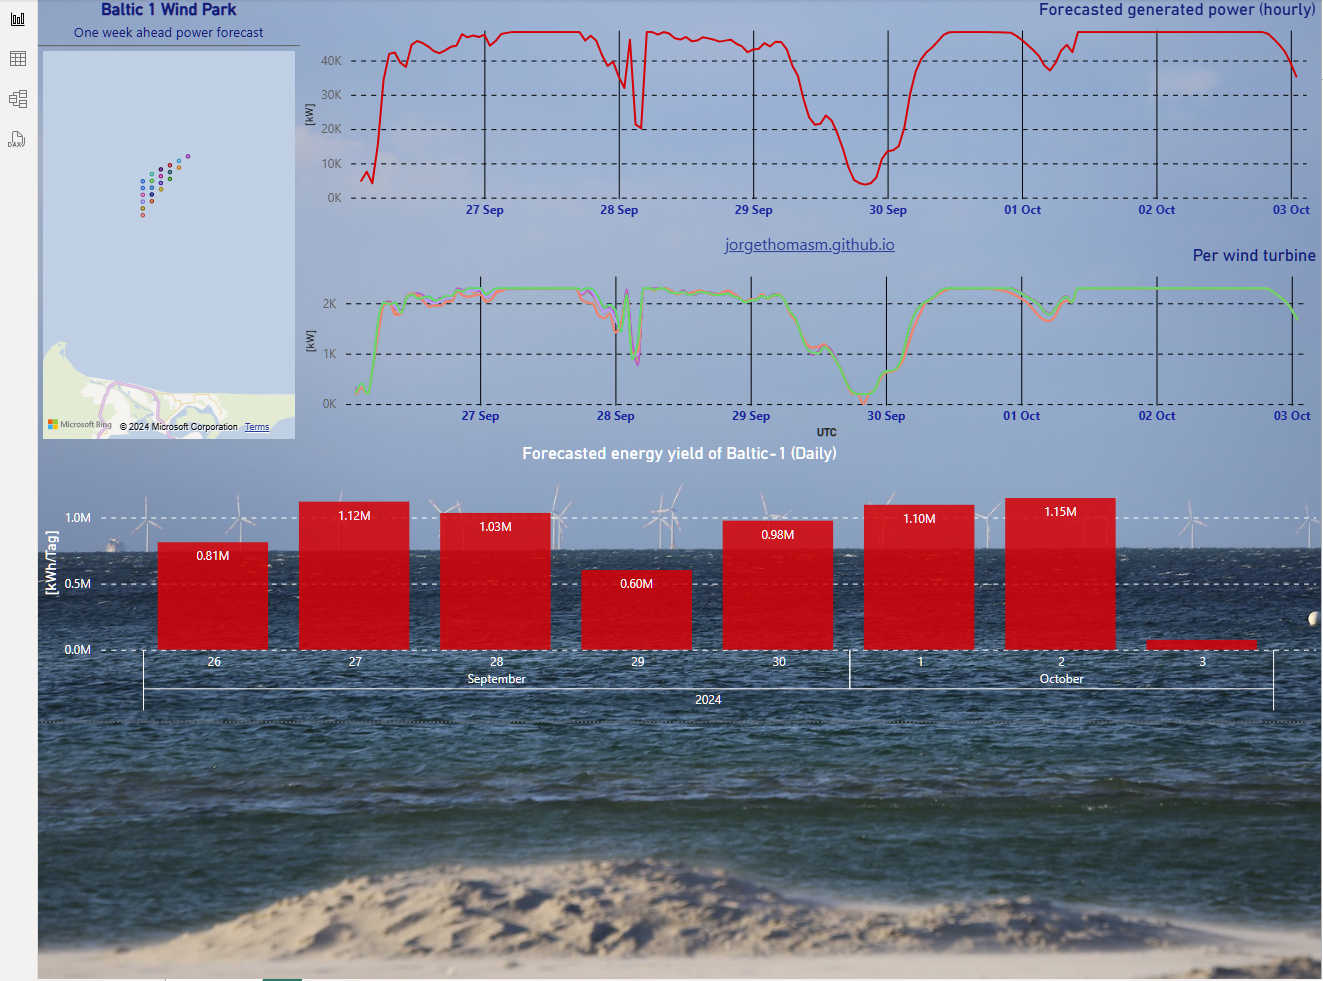 Baltic 1 Wind Park
One week ahead power forecast
Forecasted generated power (hourly)
40K
30K
20K
10K
0K
[kW]
27 Sep 28 Sep 29 Sep 30 Sep 01 Oct 02 Oct 03 Oct
jorgethomasm.github.io
Per wind turbine
2K
1K
0K
[kW]
27 Sep 28 Sep 29 Sep 30 Sep 01 Oct 02 Oct 03 Oct
UTC
Microsoft Bing © 2024 Microsoft Corporation Terms
Forecasted energy yield of Baltic-1 (Daily)
[kWh/Tag]
1.0M
0.5M
0.0M
0.81M 1.12M 1.03M 0.60M 0.98M 1.10M 1.15M
26 27 28 29 30 1 2 3
September October
2024
DAX